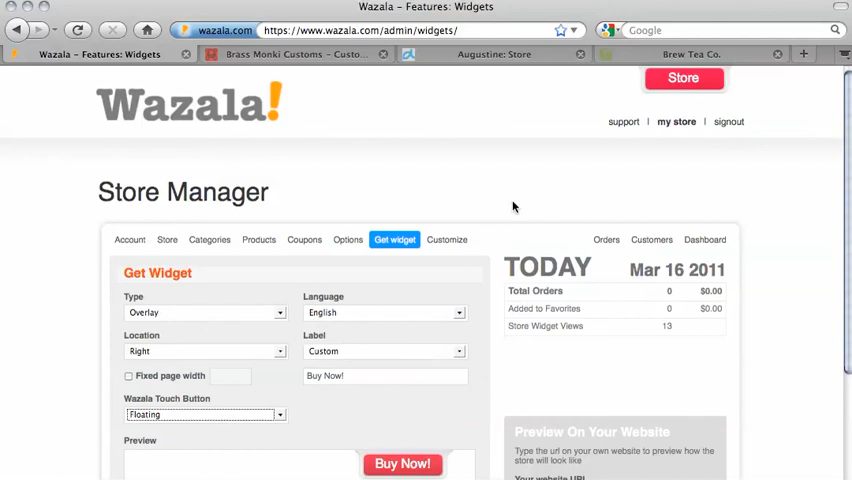 Wazala – Features: Widgets
wazala.com https://www.wazala.com/admin/widgets/ Google
Wazala – Features: Widgets Brass Monki Customs – Custo... Augustine: Store Brew Tea Co.
Store
Wazala!
support | my store | signout
Store Manager
Account Store Categories Products Coupons Options Get widget Customize Orders Customers Dashboard
Get Widget
Type Language
Overlay English
Location Label
Right Custom
Fixed page width Buy Now!
Wazala Touch Button
Floating
Preview
Buy Now!
TODAY Mar 16 2011
Total Orders 0 $0.00
Added to Favorites 0 $0.00
Store Widget Views 13
Preview On Your Website
Type the url on your own website to preview how the
store will look like
Your website URL